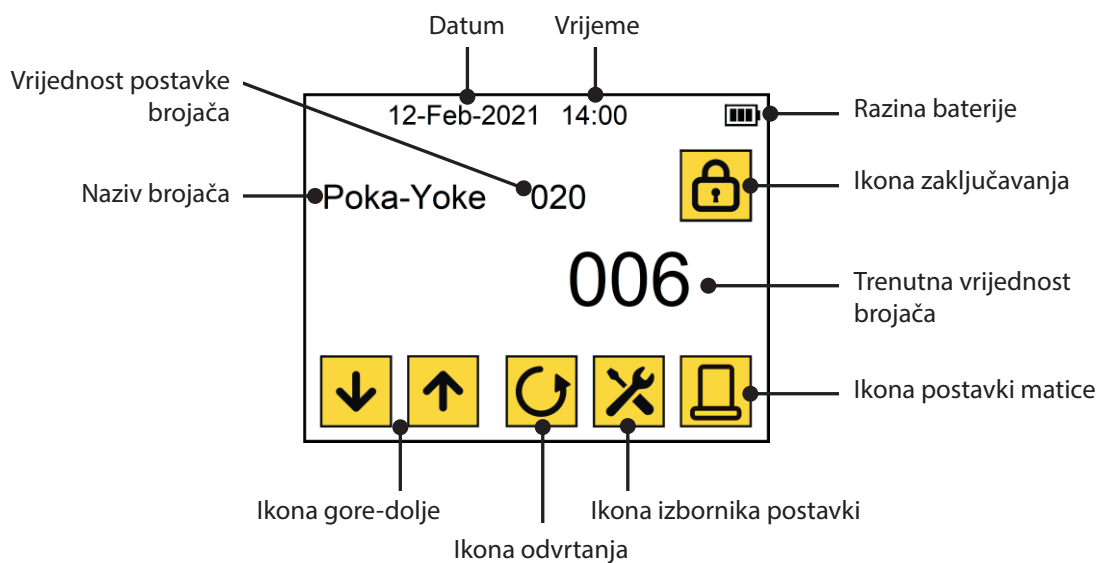 Datum
Vrijeme
Vrijednost postavke
brojača
12-Feb-2021 14:00
Razina baterije
Naziv brojača
Poka-Yoke 020
Ikona zaključavanja
006
Trenutna vrijednost
brojača
Ikona postavki matice
Ikona gore-dolje
Ikona izbornika postavki
Ikona odvrtanja